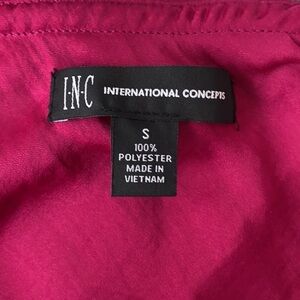 I·N·C INTERNATIONAL CONCEPTS
S
100%
POLYESTER
MADE IN
VIETNAM